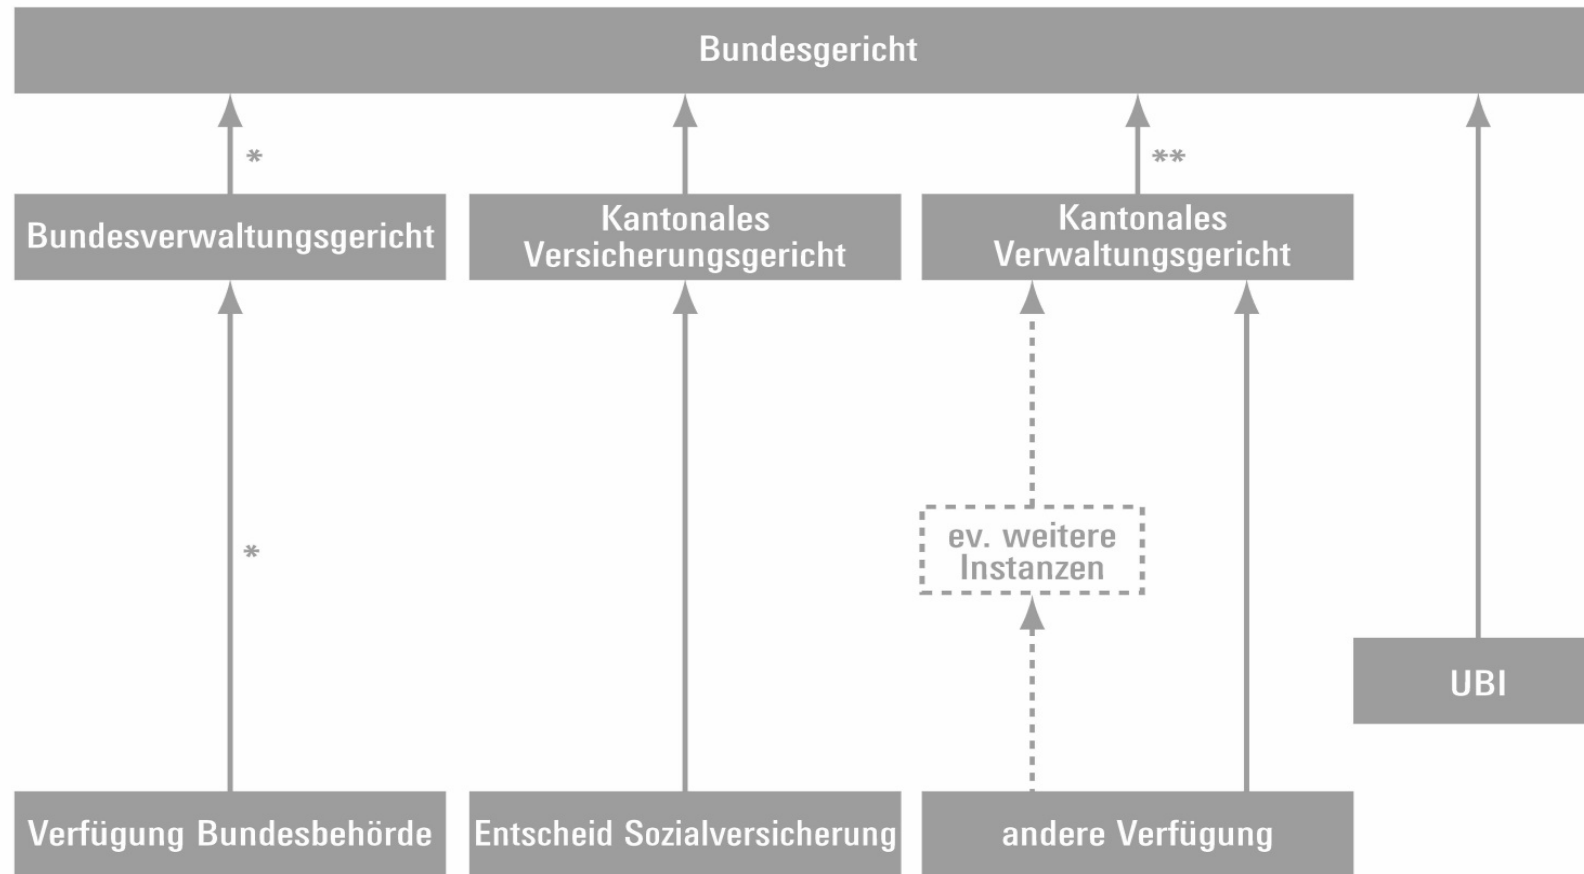 Bundesgericht
*
**
Bundesverwaltungsgericht
Kantonales
Versicherungsgericht
Kantonales
Verwaltungsgericht
*
ev. weitere
Instanzen
UBI
Verfügung Bundesbehörde
Entscheid Sozialversicherung
andere Verfügung